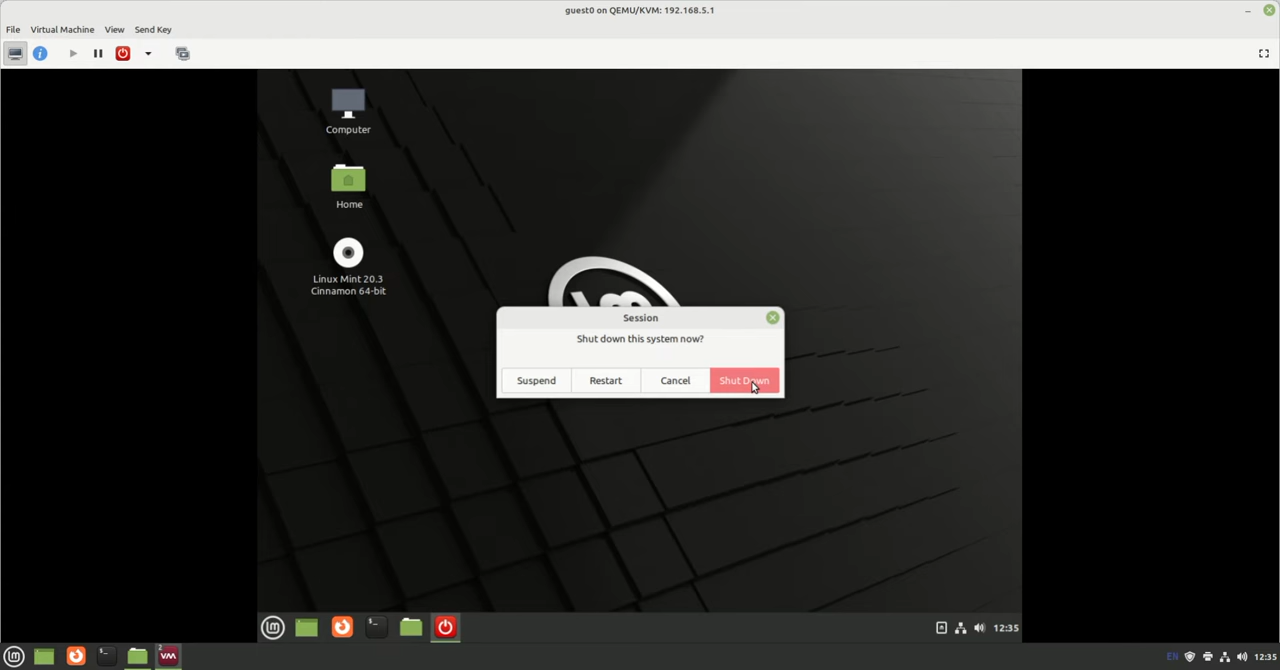 guest0 on QEMU/KVM: 192.168.5.1
File Virtual Machine View Send Key
Computer
Home
Linux Mint 20.3
Cinnamon 64-bit
Session
Shut down this system now?
Suspend Restart Cancel Shut Down
12:35
EN 12:35